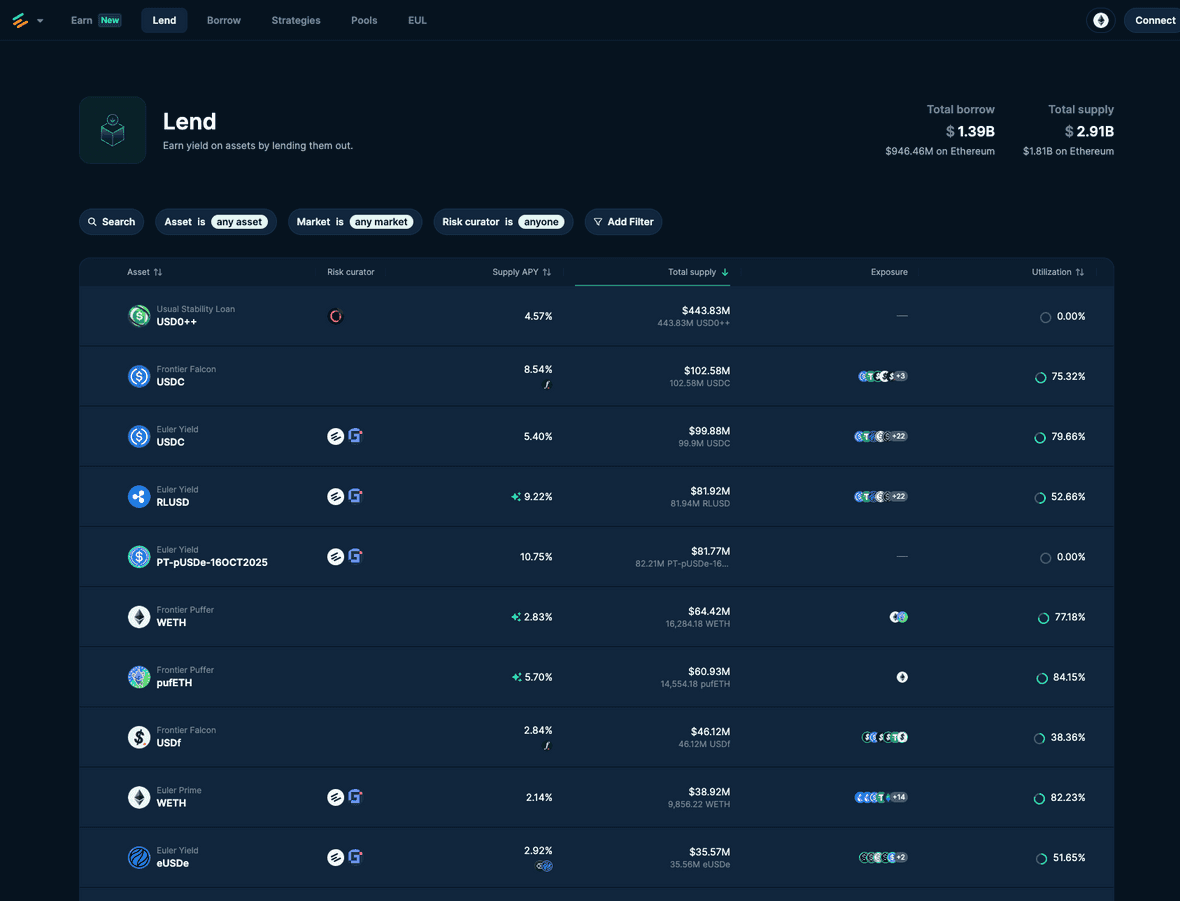 Earn New Lend Borrow Strategies Pools EUL Connect
Lend
Earn yield on assets by lending them out.
Total borrow
$ 1.39B
$946.46M on Ethereum
Total supply
$ 2.91B
$1.81B on Ethereum
Search Asset is any asset Market is any market Risk curator is anyone Add Filter
Asset Risk curator Supply APY Total supply Exposure Utilization
Usual Stability Loan
USD0++ 4.57% $443.83M 0.00%
443.83M USD0++
Frontier Falcon
USDC 8.54% $102.58M +3 75.32%
102.58M USDC
Euler Yield
USDC 5.40% $99.88M +22 79.66%
99.9M USDC
Euler Yield
RLUSD 9.22% $81.92M +22 52.66%
81.94M RLUSD
Euler Yield
PT-pUSDe-16OCT2025 10.75% $81.77M 0.00%
82.21M PT-pUSDe-16...
Frontier Puffer
WETH 2.83% $64.42M 77.18%
16,284.18 WETH
Frontier Puffer
pufETH 5.70% $60.93M 84.15%
14,554.18 pufETH
Frontier Falcon
USDf 2.84% $46.12M 38.36%
46.12M USDf
Euler Prime
WETH 2.14% $38.92M +14 82.23%
9,856.22 WETH
Euler Yield
eUSDe 2.92% $35.57M +2 51.65%
35.56M eUSDe